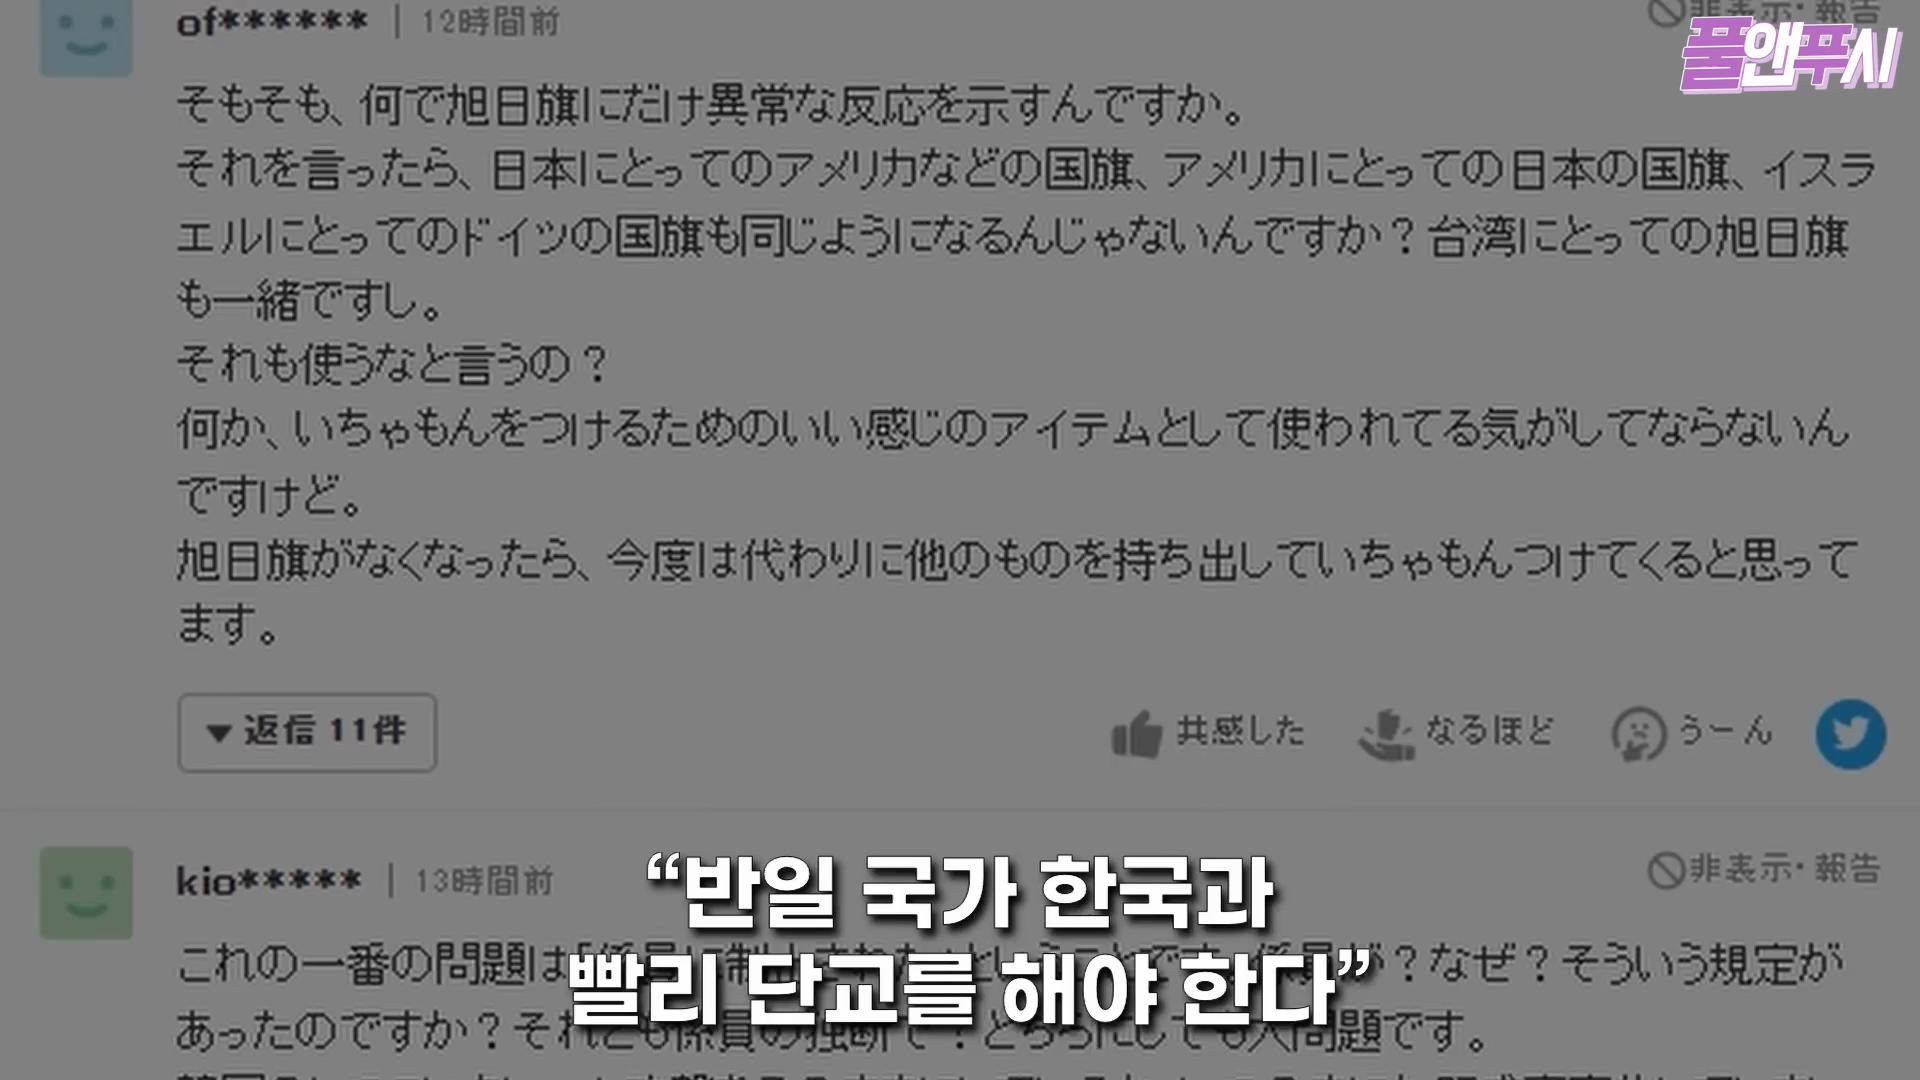 of****** | 12時間前
非表示・報告
풀앤푸시
そもそも、何で旭日旗にだけ異常な反応を示すんですか。
それを言ったら、日本にとってのアメリカなどの国旗、アメリカにとっての日本の国旗、イスラ
エルにとってのドイツの国旗も同じようになるんじゃないんですか？台湾にとっての旭日旗
も一緒ですし。
それも使うなと言うの？
何か、いちゃもんをつけるためのいい感じのアイテムとして使われてる気がしてならないん
ですけど。
旭日旗がなくなったら、今度は代わりに他のものを持ち出していちゃもんつけてくると思って
ます。
返信 11件
共感した なるほど うーん
kio***** | 13時間前
非表示・報告
“반일 국가 한국과
빨리 단교를 해야 한다”
これの一番の問題は か？なぜ？そういう規定が
あったのですか？それ 問題です。